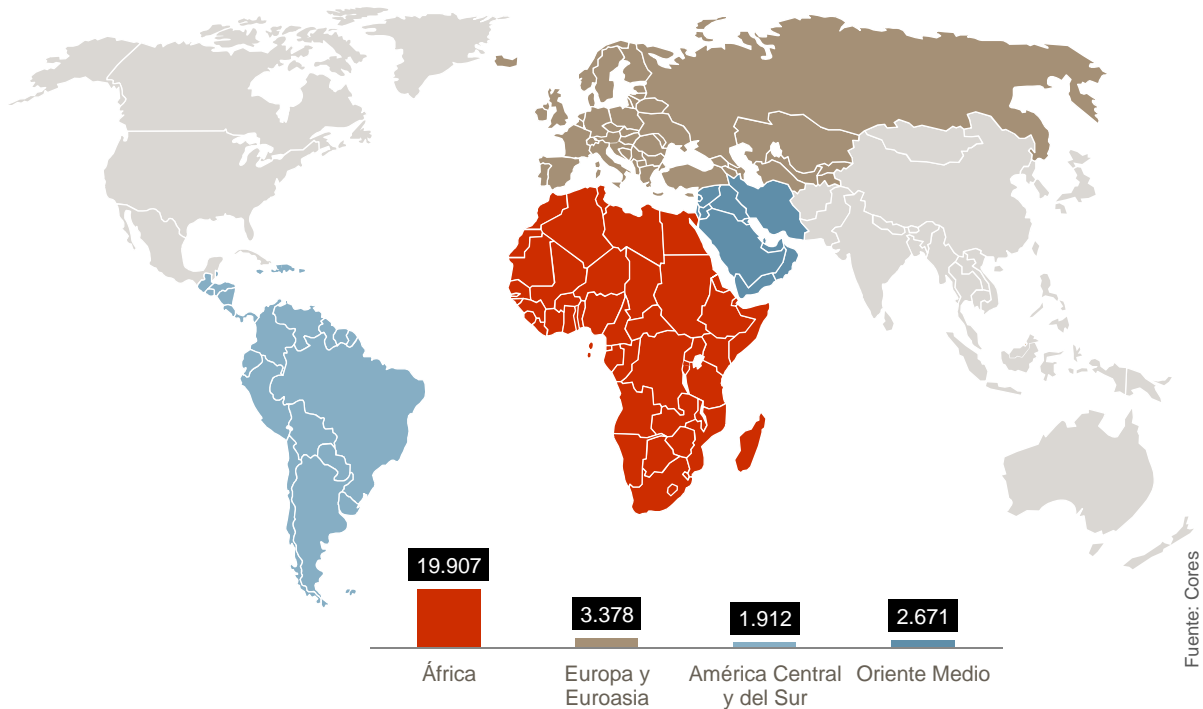 19.907
3.378
1.912
2.671
África
Europa y
Euroasia
América Central
y del Sur
Oriente Medio
Fuente: Cores